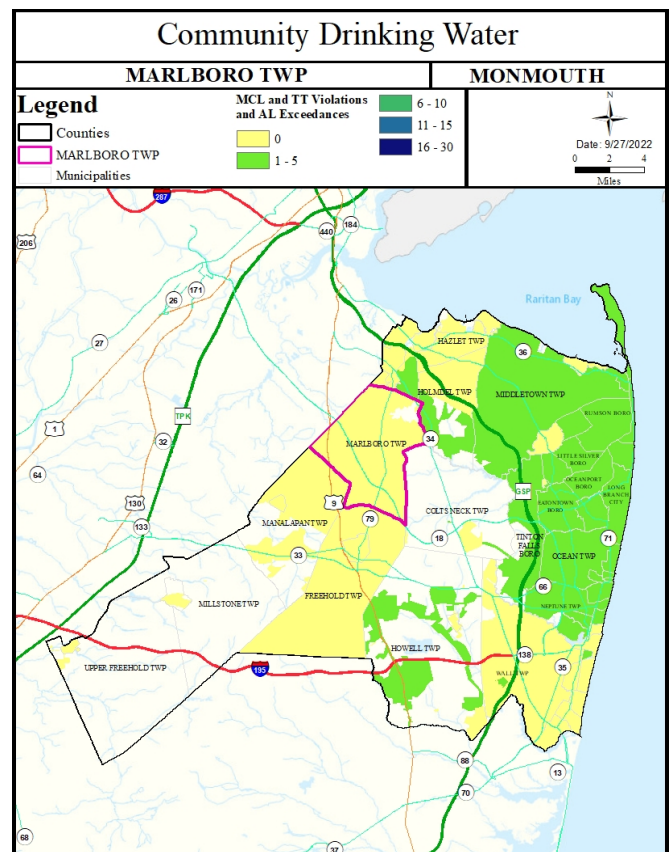 Community Drinking Water
MARLBORO TWP
MONMOUTH
Legend
Counties
MARLBORO TWP
Municipalities
MCL and TT Violations
and AL Exceedances
0
1 - 5
6 - 10
11 - 15
16 - 30
N
Date: 9/27/2022
0 2 4
Miles
287
440
184
206
171
26
Raritan Bay
27
36
HAZLET TWP
HOLMDEL TWP
MIDDLETOWN TWP
RUMSON BORO
TPK
1
32
34
MARLBORO TWP
LITTLE SILVER
BORO
64
OCEANPORT
BORO
LONG
BRANCH
CITY
GSP
EATONTOWN
BORO
130
9
COLTS NECK TWP
133
MANALAPAN TWP
79
18
TINTON
FALLS
BORO
71
33
OCEAN TWP
66
MILLSTONE TWP
FREEHOLD TWP
NEPTUNE TWP
HOWELL TWP
138
35
UPPER FREEHOLD TWP
195
WALL TWP
88
13
70
68
37